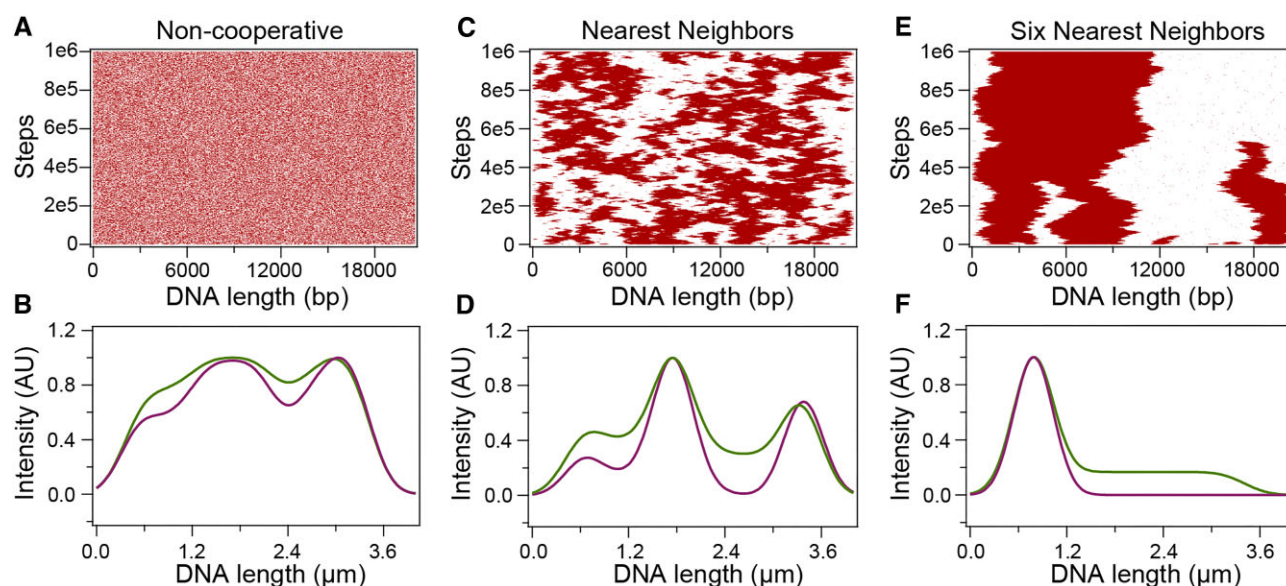 A
Non-cooperative
1e6
8e5
6e5
4e5
2e5
0
Steps
0 6000 12000 18000
DNA length (bp)
B
1.2
0.8
0.4
0.0
Intensity (AU)
0.0 1.2 2.4 3.6
DNA length (µm)
C
Nearest Neighbors
1e6
8e5
6e5
4e5
2e5
0
Steps
0 6000 12000 18000
DNA length (bp)
D
1.2
0.8
0.4
0.0
Intensity (AU)
0.0 1.2 2.4 3.6
DNA length (µm)
E
Six Nearest Neighbors
1e6
8e5
6e5
4e5
2e5
0
Steps
0 6000 12000 18000
DNA length (bp)
F
1.2
0.8
0.4
0.0
Intensity (AU)
0.0 1.2 2.4 3.6
DNA length (µm)